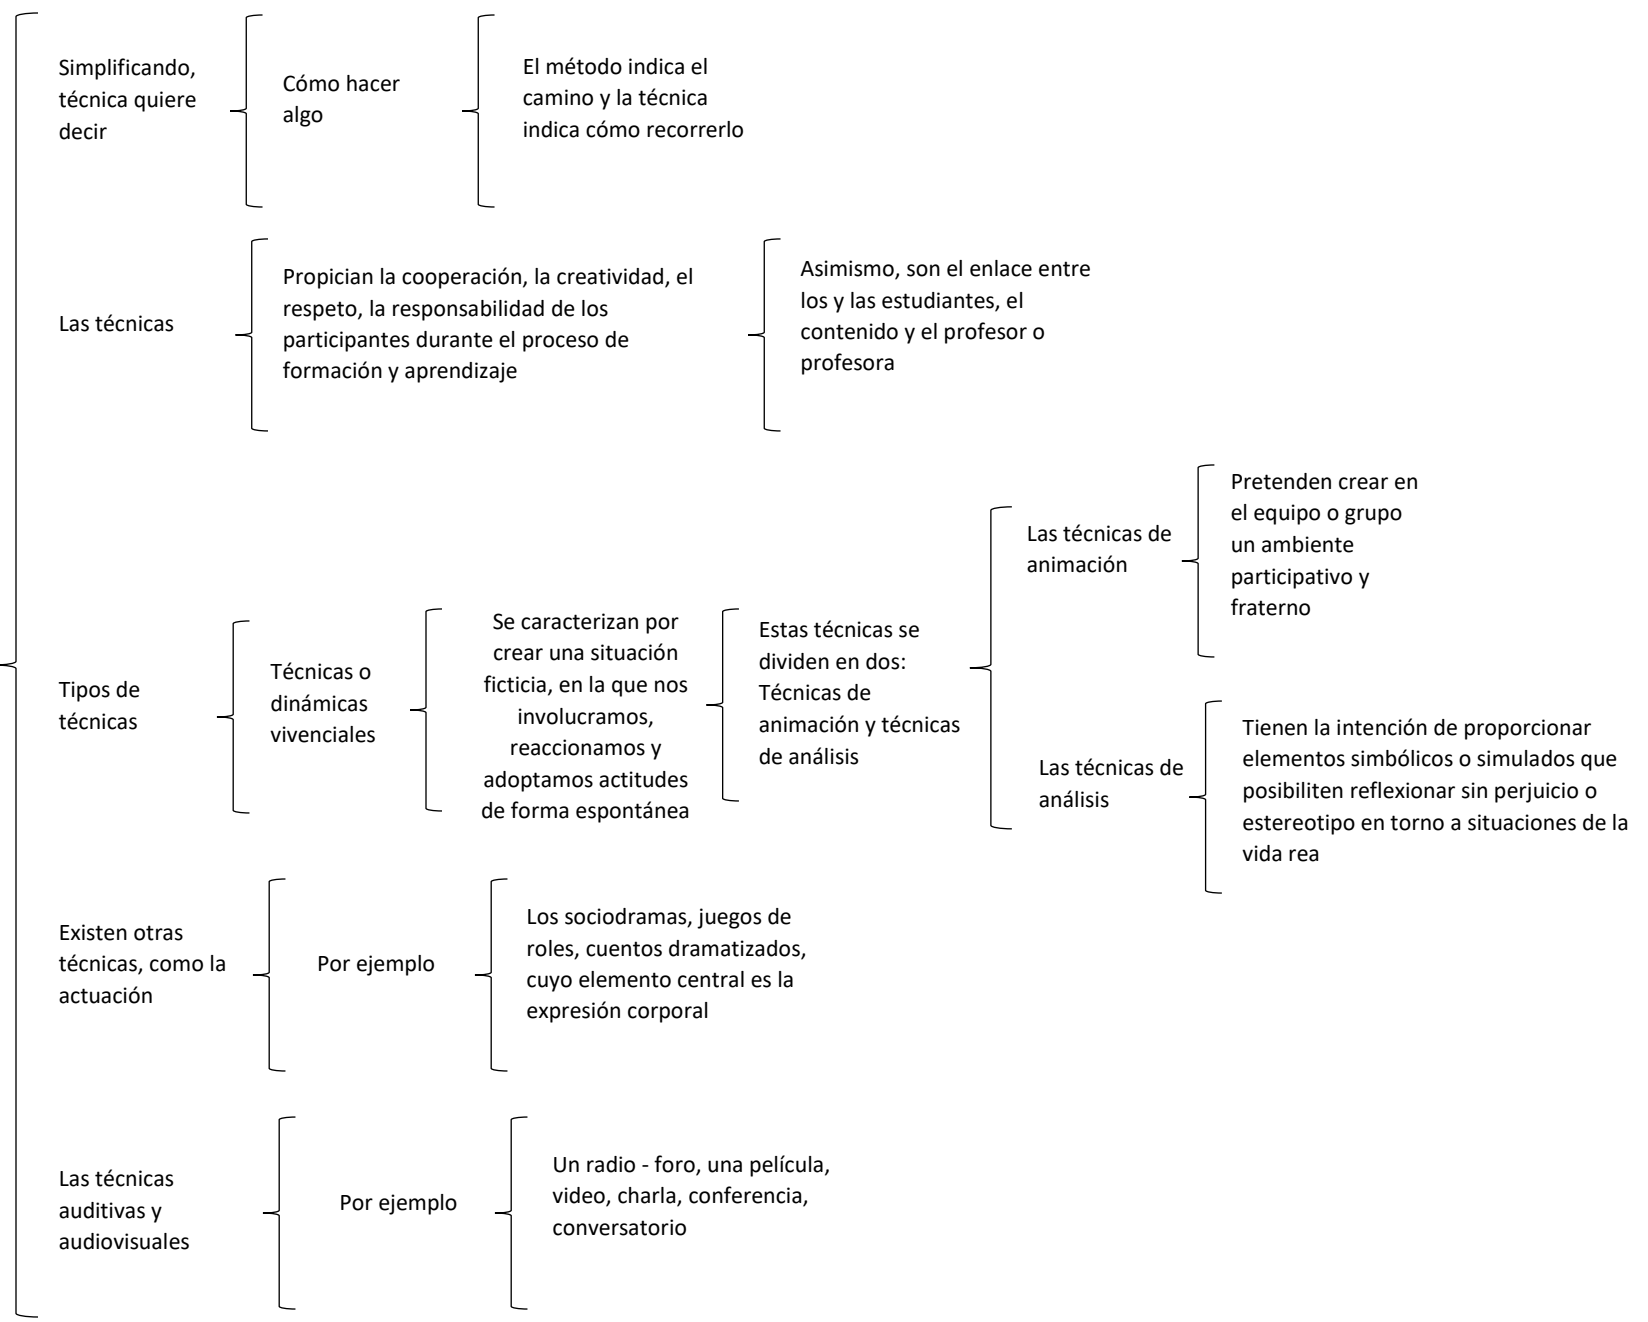 Simplificando,
técnica quiere
decir
Cómo hacer
algo
El método indica el
camino y la técnica
indica cómo recorrerlo
Las técnicas
Propician la cooperación, la creatividad, el
respeto, la responsabilidad de los
participantes durante el proceso de
formación y aprendizaje
Asimismo, son el enlace entre
los y las estudiantes, el
contenido y el profesor o
profesora
Tipos de
técnicas
Técnicas o
dinámicas
vivenciales
Se caracterizan por
crear una situación
ficticia, en la que nos
involucramos,
reaccionamos y
adoptamos actitudes
de forma espontánea
Estas técnicas se
dividen en dos:
Técnicas de
animación y técnicas
de análisis
Las técnicas de
animación
Pretenden crear en
el equipo o grupo
un ambiente
participativo y
fraterno
Las técnicas de
análisis
Tienen la intención de proporcionar
elementos simbólicos o simulados que
posibiliten reflexionar sin perjuicio o
estereotipo en torno a situaciones de la
vida rea
Existen otras
técnicas, como la
actuación
Por ejemplo
Los sociodramas, juegos de
roles, cuentos dramatizados,
cuyo elemento central es la
expresión corporal
Las técnicas
auditivas y
audiovisuales
Por ejemplo
Un radio - foro, una película,
video, charla, conferencia,
conversatorio